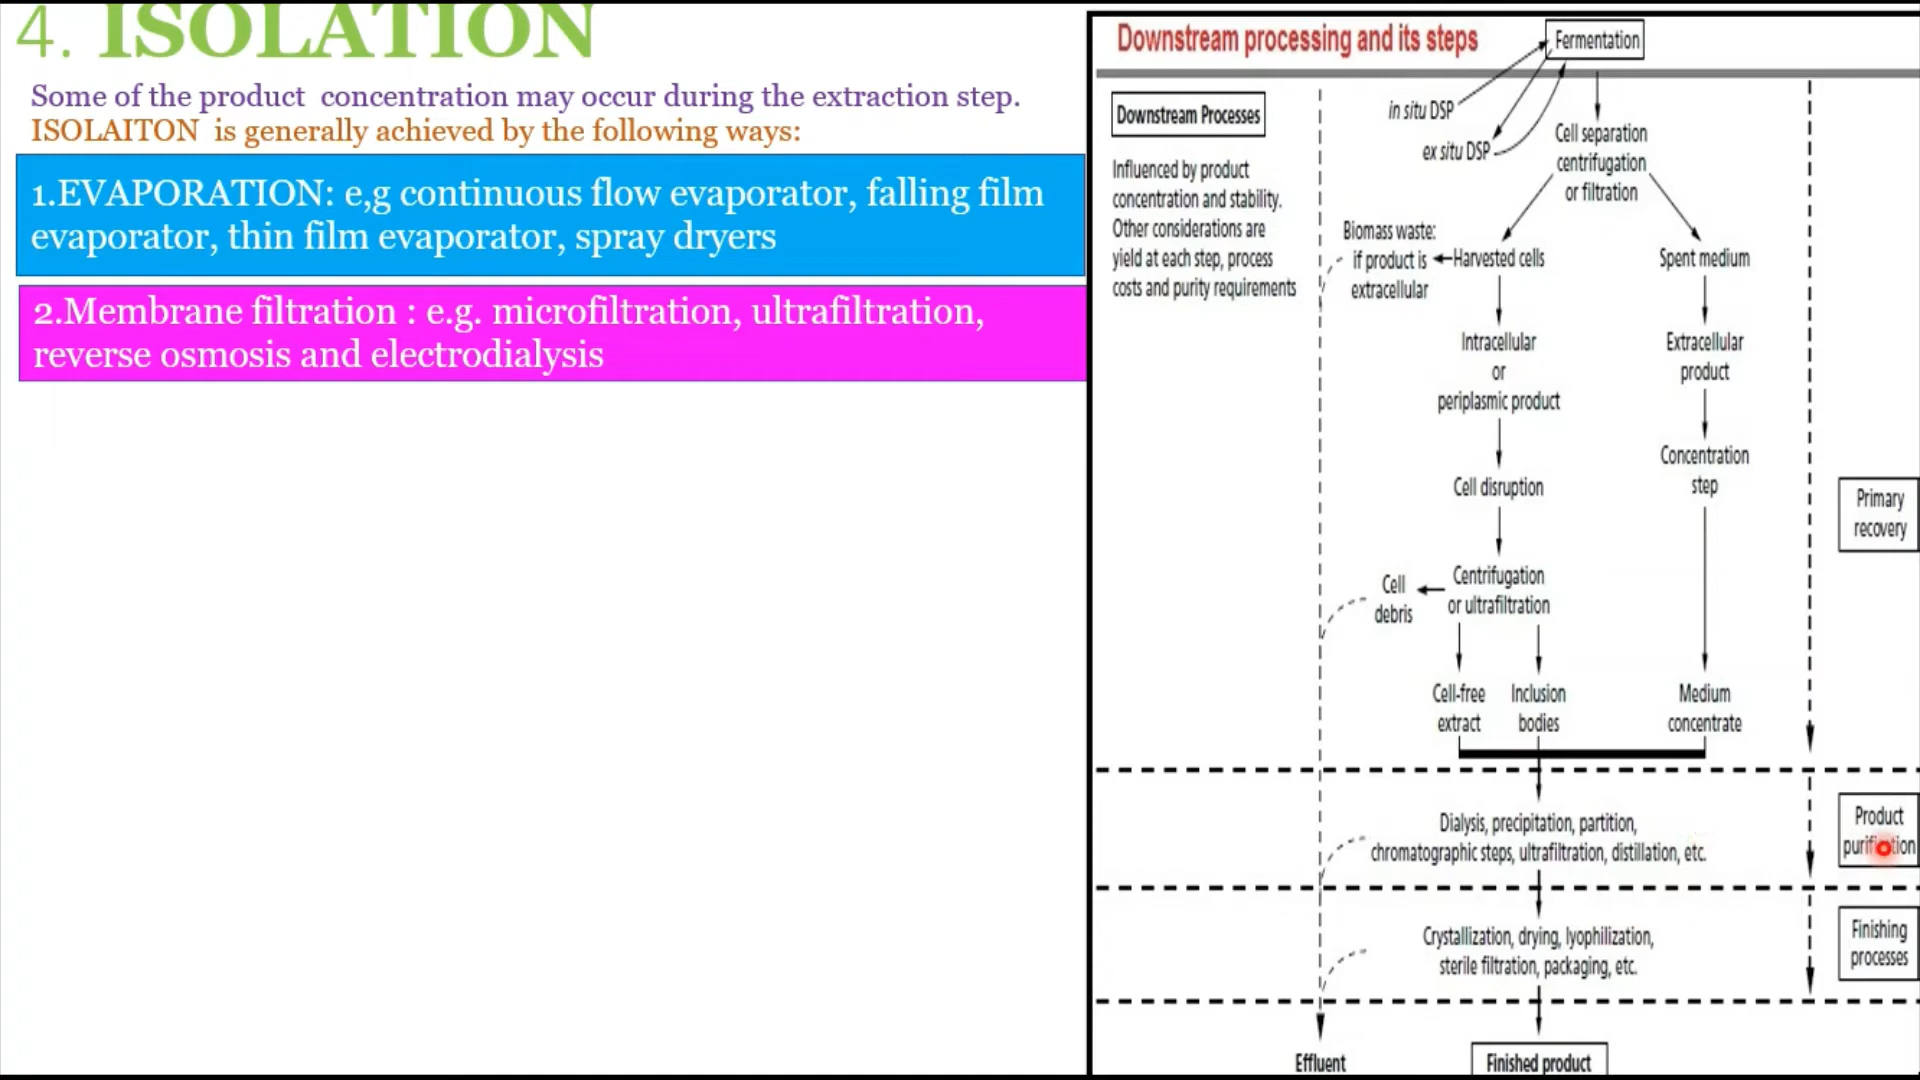 4. ISOLATION
Some of the product concentration may occur during the extraction step.
ISOLAITON is generally achieved by the following ways:
1.EVAPORATION: e,g continuous flow evaporator, falling film
evaporator, thin film evaporator, spray dryers
2.Membrane filtration : e.g. microfiltration, ultrafiltration,
reverse osmosis and electrodialysis
Downstream processing and its steps
Fermentation
Downstream Processes
Influenced by product
concentration and stability.
Other considerations are
yield at each step, process
costs and purity requirements
in situ DSP
ex situ DSP
Cell separation
centrifugation
or filtration
Biomass waste:
if product is
extracellular
Harvested cells
Spent medium
Intracellular
or
periplasmic product
Extracellular
product
Cell disruption
Concentration
step
Primary
recovery
Centrifugation
or ultrafiltration
Cell
debris
Cell-free
extract
Inclusion
bodies
Medium
concentrate
Dialysis, precipitation, partition,
chromatographic steps, ultrafiltration, distillation, etc.
Product
purification
Crystallization, drying, lyophilization,
sterile filtration, packaging, etc.
Finishing
processes
Effluent
Finished product